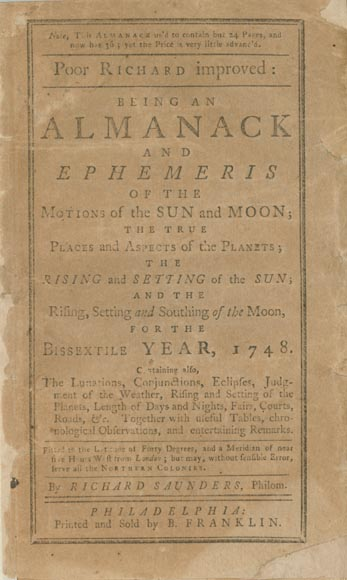 Note, This ALMANACK us'd to contain but 24 Pages, and
now has 36; yet the Price is very little advanc'd.
Poor RICHARD improved:
BEING AN
ALMANACK
AND
EPHEMERIS
OF THE
MOTIONS of the SUN and MOON;
THE TRUE
PLACES and ASPECTS of the PLANETS;
THE
RISING and SETTING of the SUN;
AND THE
Rising, Setting and Southing of the Moon,
FOR THE
BISSEXTILE YEAR, 1748.
Containing also,
The Lunations, Conjunctions, Eclipses, Judg-
ment of the Weather, Rising and Setting of the
Planets, Length of Days and Nights, Fairs, Courts,
Roads, &c. Together with useful Tables, chro-
nological Observations, and entertaining Remarks.
Fitted to the Latitude of Forty Degrees, and a Meridian of near
five Hours West from London; but may, without sensible Error,
serve all the NORTHERN COLONIES.
By RICHARD SAUNDERS, Philom.
PHILADELPHIA:
Printed and Sold by B. FRANKLIN.